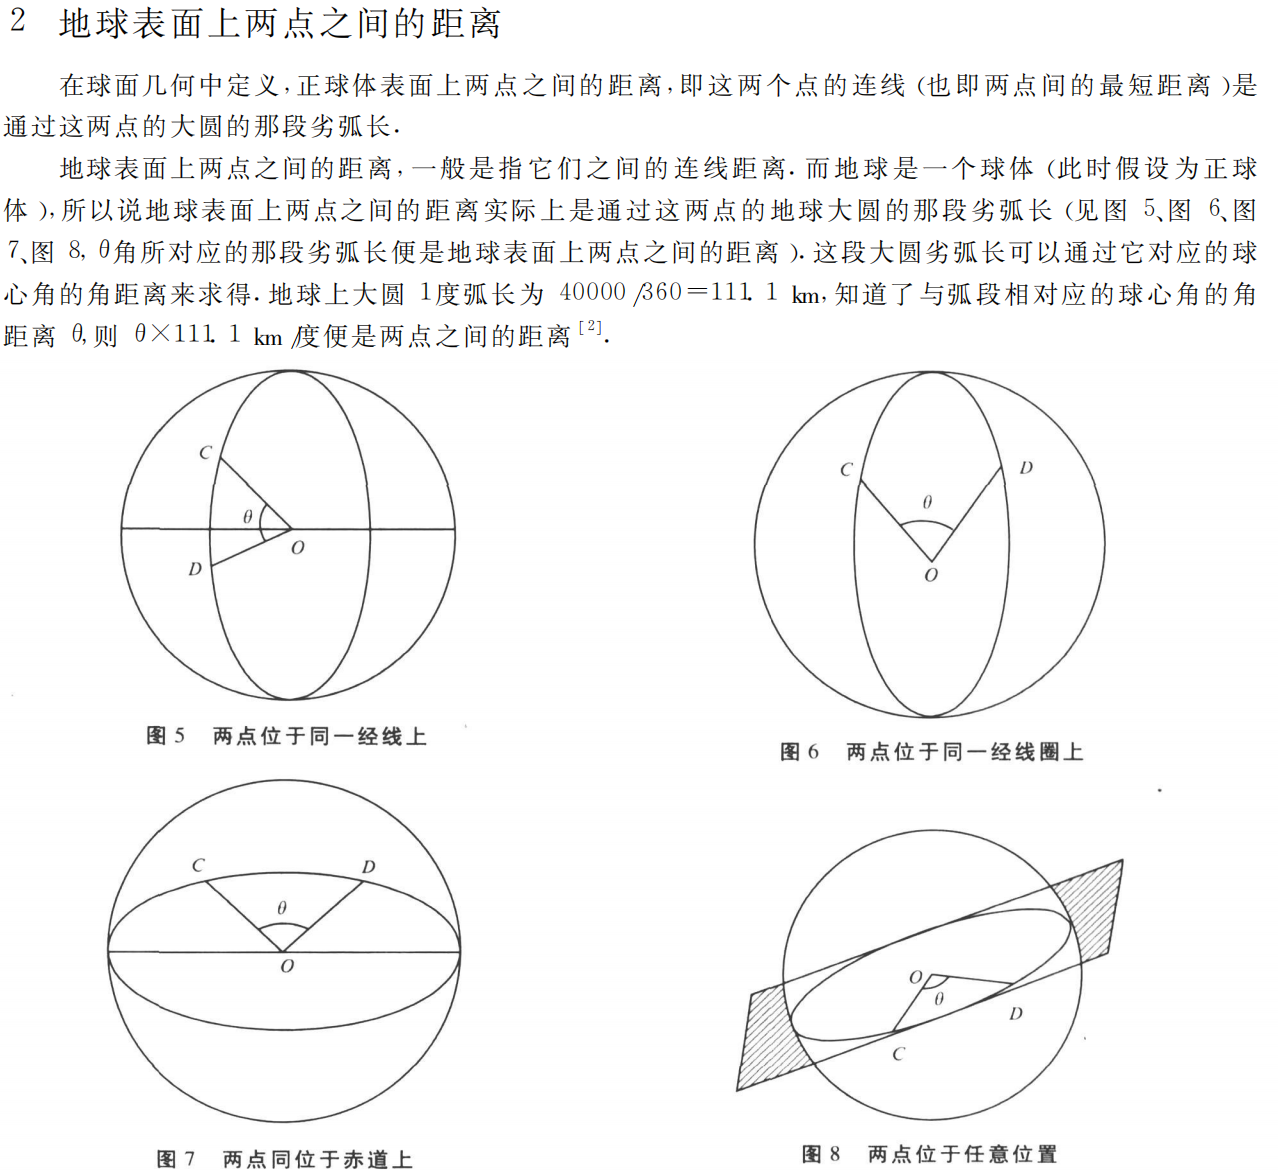 2 地球表面上两点之间的距离
在球面几何中定义,正球体表面上两点之间的距离,即这两个点的连线(也即两点间的最短距离)是
通过这两点的大圆的那段劣弧长.
地球表面上两点之间的距离,一般是指它们之间的连线距离.而地球是一个球体(此时假设为正球
体),所以说地球表面上两点之间的距离实际上是通过这两点的地球大圆的那段劣弧长(见图 5、图 6、图
7、图 8, θ角所对应的那段劣弧长便是地球表面上两点之间的距离).这段大圆劣弧长可以通过它对应的球
心角的角距离来求得.地球上大圆 1度弧长为 40000/360=111.1 km,知道了与弧段相对应的球心角的角
距离 θ,则 θ×111.1 km/度便是两点之间的距离[2].
C
θ
O
D
图 5 两点位于同一经线上
C
D
θ
O
图 6 两点位于同一经线圈上
C
D
θ
O
图 7 两点同位于赤道上
O
θ
D
C
图 8 两点位于任意位置